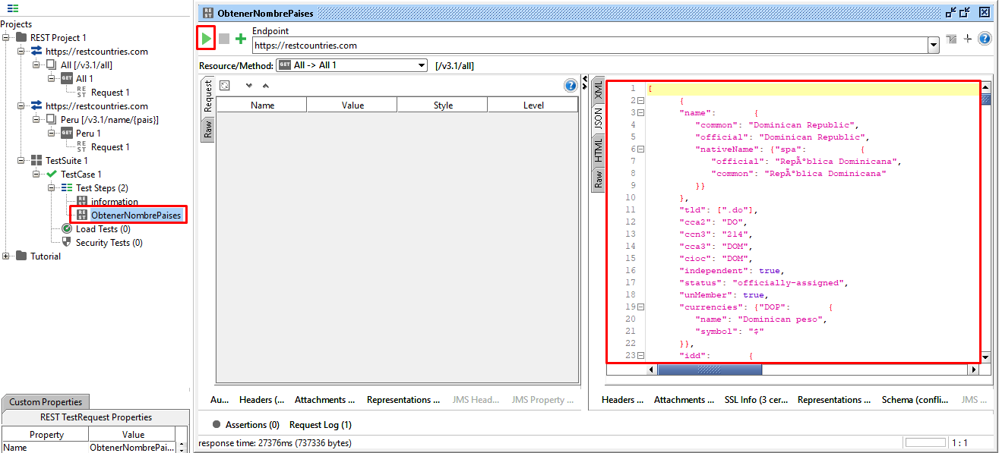 Projects
REST Project 1
https://restcountries.com
All [/v3.1/all]
GET All 1
REST Request 1
https://restcountries.com
Peru [/v3.1/name/{pais}]
GET Peru 1
REST Request 1
TestSuite 1
TestCase 1
Test Steps (2)
REST information
REST ObtenerNombrePaises
Load Tests (0)
Security Tests (0)
Tutorial
Custom Properties
REST TestRequest Properties
Property Value
Name ObtenerNombrePai...
REST ObtenerNombrePaises
Endpoint
https://restcountries.com
Resource/Method: GET All -> All 1 [/v3.1/all]
Request
Raw
Name Value Style Level
Au... Headers (... Attachments ... Representations ... JMS Head... JMS Property ...
XML
JSON
HTML
Raw
1 [
2 {
3 "name": {
4 "common": "Dominican Republic",
5 "official": "Dominican Republic",
6 "nativeName": {"spa": {
7 "official": "RepÃºblica Dominicana",
8 "common": "RepÃºblica Dominicana"
9 }}
10 },
11 "tld": [".do"],
12 "cca2": "DO",
13 "ccn3": "214",
14 "cca3": "DOM",
15 "cioc": "DOM",
16 "independent": true,
17 "status": "officially-assigned",
18 "unMember": true,
19 "currencies": {"DOP": {
20 "name": "Dominican peso",
21 "symbol": "$"
22 }},
23 "idd": {
Headers ... Attachments ... SSL Info (3 cer... Representations ... Schema (confli... JMS ...
Assertions (0) Request Log (1)
response time: 27376ms (737336 bytes)
1 : 1